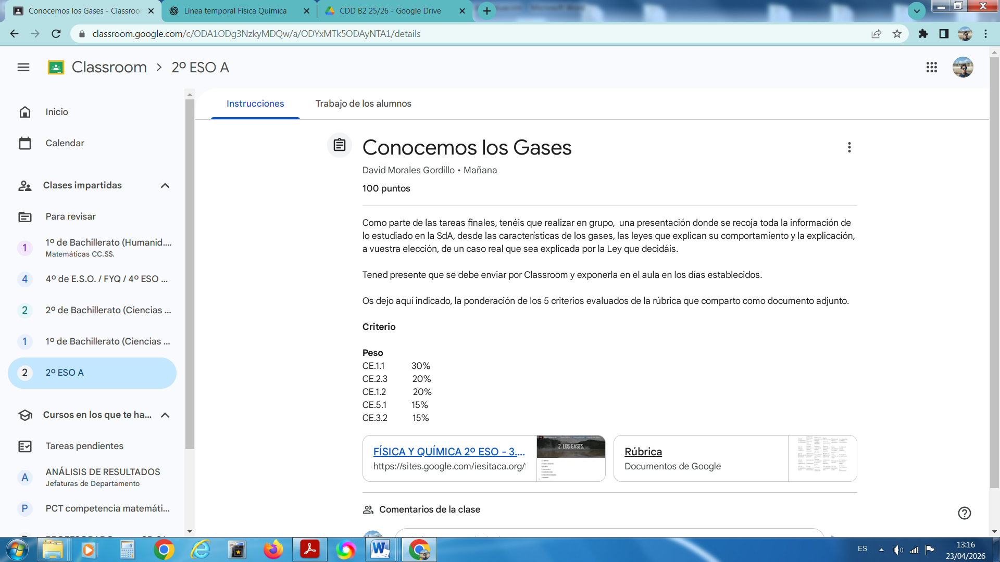 Conocemos los Gases - Classroom
Línea temporal Física Química
CDD B2 25/26 - Google Drive
classroom.google.com/c/ODA1ODg3NzkyMDQw/a/ODYxMTk5ODAyNTA1/details
Classroom > 2º ESO A
Inicio
Calendar
Clases impartidas
Para revisar
1 1º de Bachillerato (Humanid....
Matemáticas CC.SS.
4 4º de E.S.O. / FYQ / 4º ESO ...
2 2º de Bachillerato (Ciencias ...
1 1º de Bachillerato (Ciencias ...
2 2º ESO A
Cursos en los que te ha...
Tareas pendientes
A ANÁLISIS DE RESULTADOS
Jefaturas de Departamento
P PCT competencia matemáti...
Instrucciones
Trabajo de los alumnos
Conocemos los Gases
David Morales Gordillo • Mañana
100 puntos
Como parte de las tareas finales, tenéis que realizar en grupo, una presentación donde se recoja toda la información de
lo estudiado en la SdA, desde las características de los gases, las leyes que explican su comportamiento y la explicación,
a vuestra elección, de un caso real que sea explicada por la Ley que decidáis.
Tened presente que se debe enviar por Classroom y exponerla en el aula en los días establecidos.
Os dejo aquí indicado, la ponderación de los 5 criterios evaluados de la rúbrica que comparto como documento adjunto.
Criterio
Peso
CE.1.1 30%
CE.2.3 20%
CE.1.2 20%
CE.5.1 15%
CE.3.2 15%
FÍSICA Y QUÍMICA 2º ESO - 3....
https://sites.google.com/iesitaca.org/
2. LOS GASES
Rúbrica
Documentos de Google
Comentarios de la clase
ES
13:16
23/04/2026